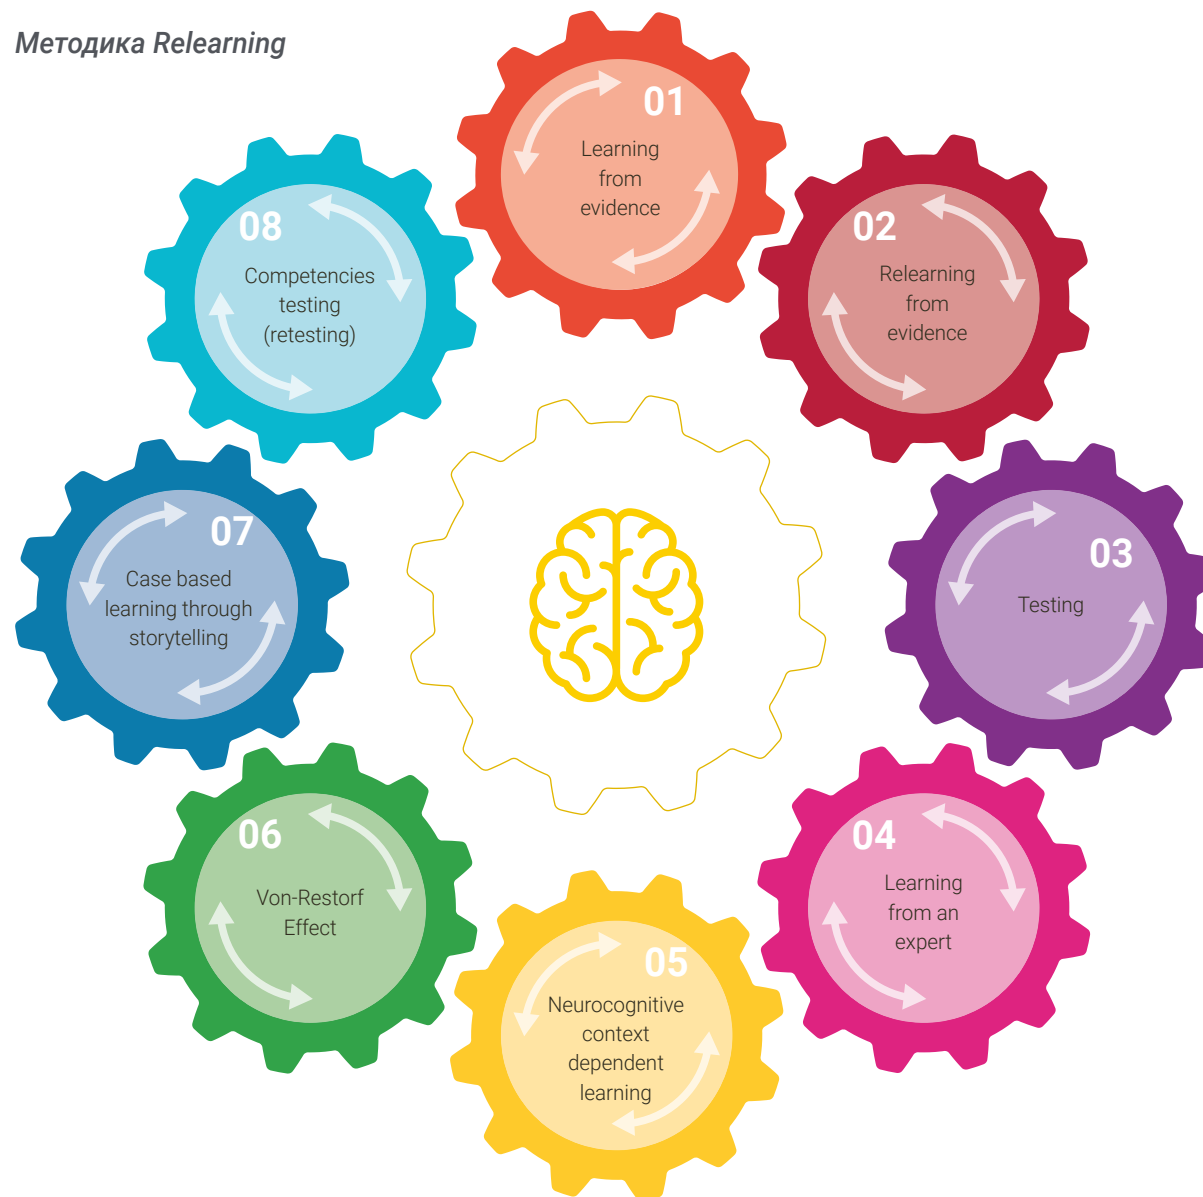 Методика Relearning
01
Learning
from
evidence
02
Relearning
from
evidence
03
Testing
04
Learning
from an
expert
05
Neurocognitive
context
dependent
learning
06
Von-Restorf
Effect
07
Case based
learning through
storytelling
08
Competencies
testing
(retesting)